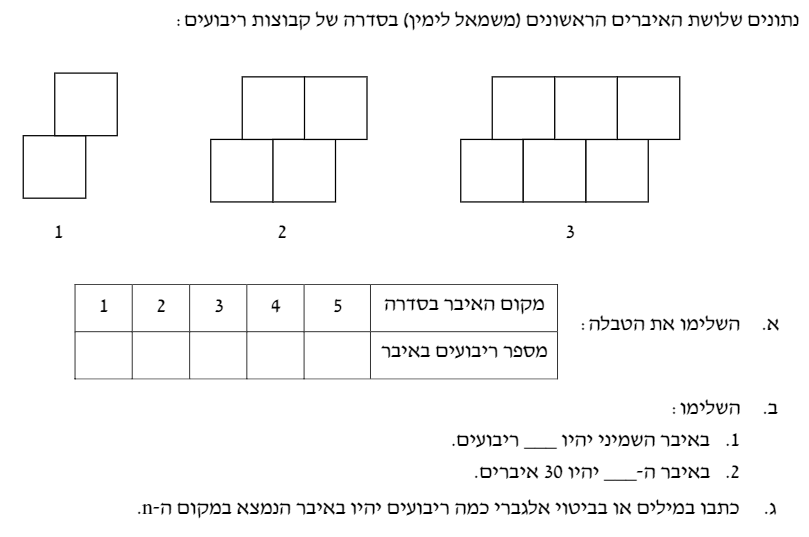 נתונים שלושת האיברים הראשונים (משמאל לימין) בסדרה של קבוצות ריבועים:
1 2 3
א. השלימו את הטבלה:
מקום האיבר בסדרה 5 4 3 2 1
מספר ריבועים באיבר
ב. השלימו:
1. באיבר השמיני יהיו ___ ריבועים.
2. באיבר ה-___ יהיו 30 איברים.
ג. כתבו במילים או בביטוי אלגברי כמה ריבועים יהיו באיבר הנמצא במקום ה-n.